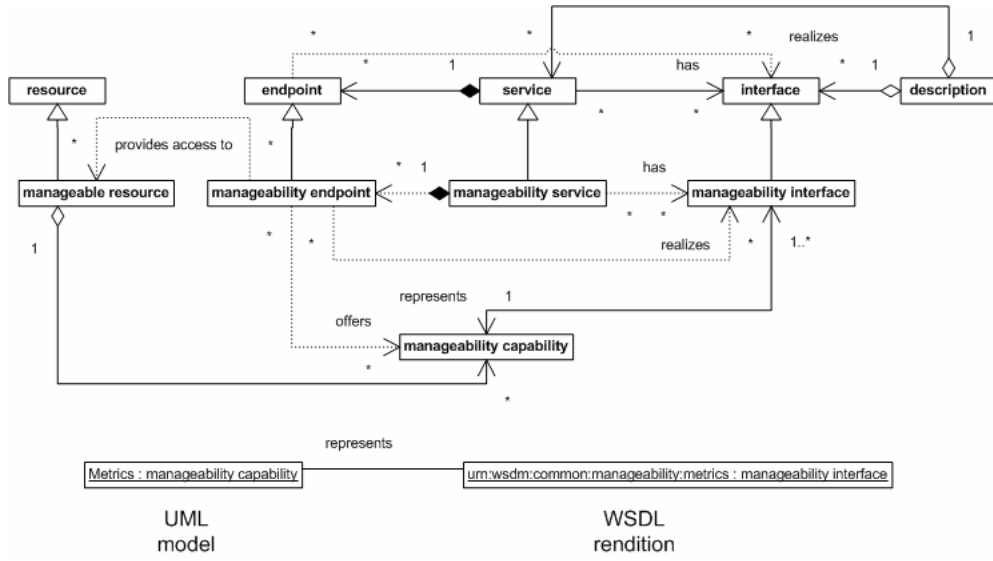 * * * realizes 1
* 1 has * 1
resource endpoint service interface description
* *
* provides access to *
* 1 has
manageable resource manageability endpoint manageability service manageability interface
* *
1 * * realizes * 1..*
represents 1
offers
manageability capability
*
*
represents
Metrics : manageability capability urn:wsdm:common:manageability:metrics : manageability interface
UML WSDL
model rendition